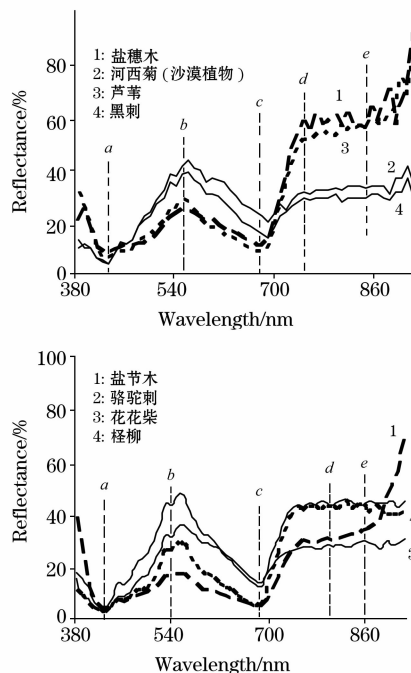 1: 盐穗木
2: 河西菊(沙漠植物)
3: 芦苇
4: 黑刺
a b c d e
1
3
2
4
80
60
40
20
0
Reflectance/%
380 540 700 860
Wavelength/nm
1: 盐节木
2: 骆驼刺
3: 花花柴
4: 柽柳
a b c d e
1
100
80
60
40
20
0
Reflectance/%
380 540 700 860
Wavelength/nm